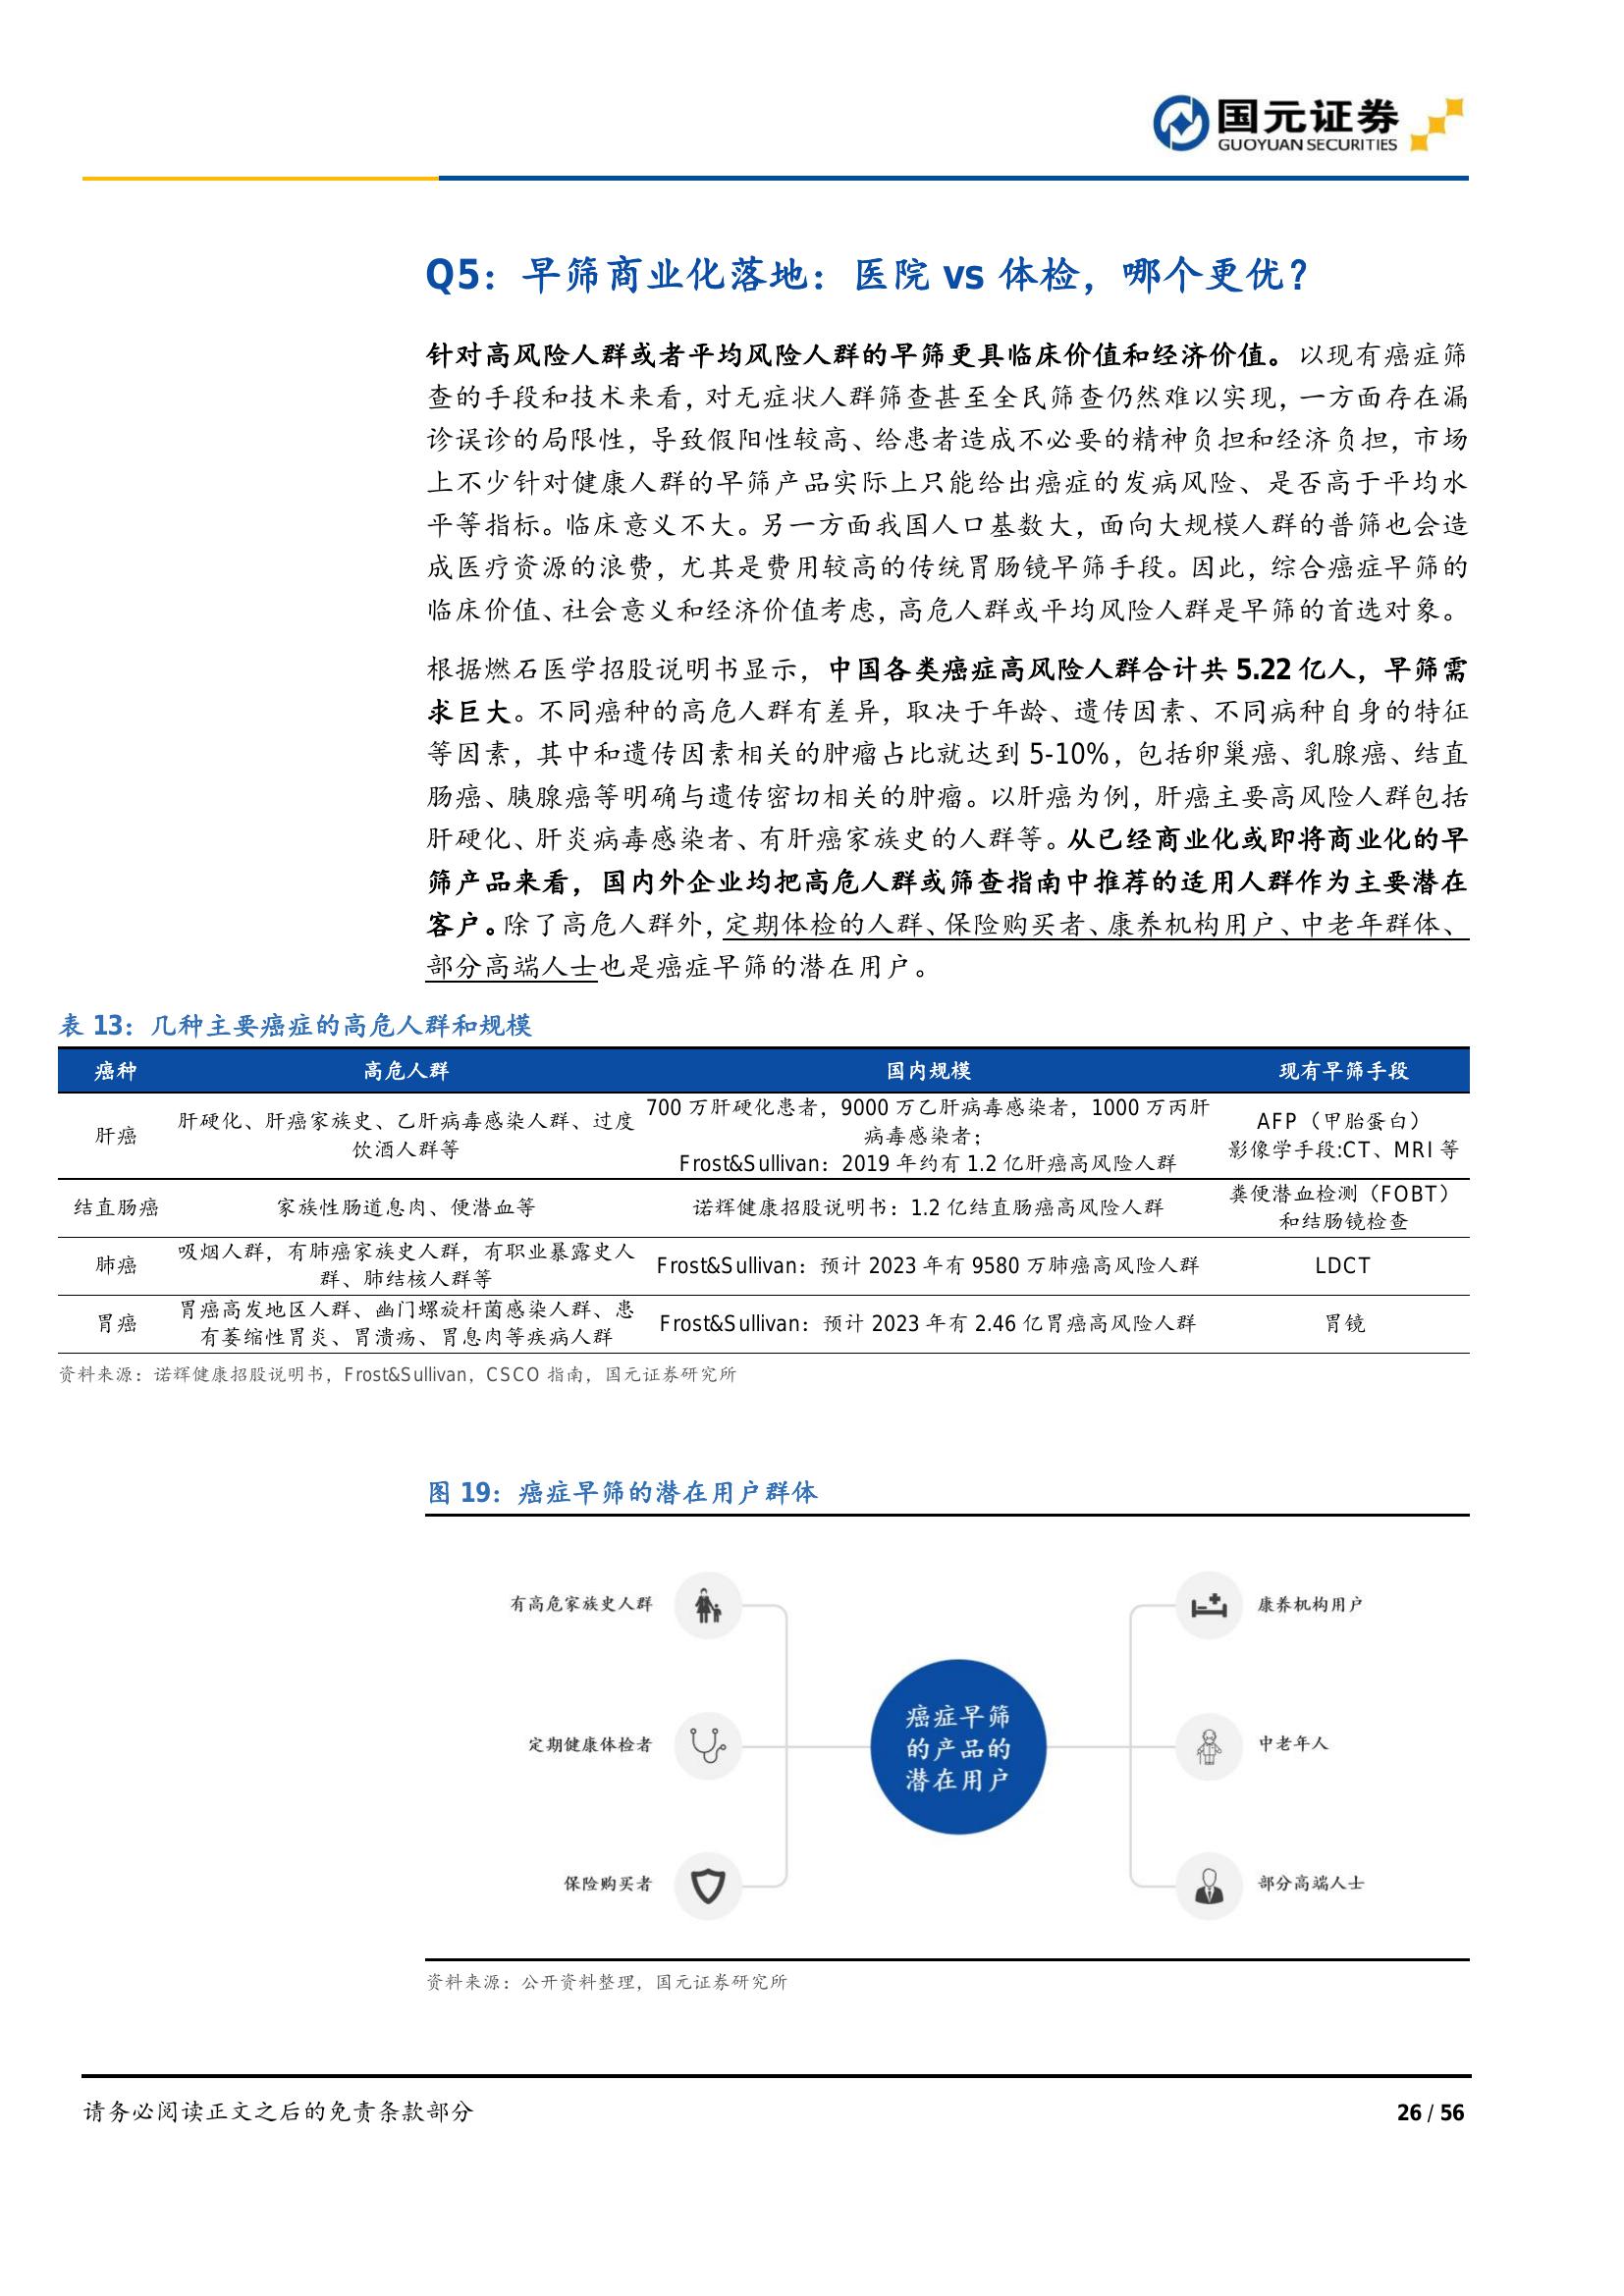 国元证券
GUOYUAN SECURITIES
Q5：早筛商业化落地：医院 vs 体检，哪个更优？
针对高风险人群或者平均风险人群的早筛更具临床价值和经济价值。以现有癌症筛
查的手段和技术来看，对无症状人群筛查甚至全民筛查仍然难以实现，一方面存在漏
诊误诊的局限性，导致假阳性较高、给患者造成不必要的精神负担和经济负担，市场
上不少针对健康人群的早筛产品实际上只能给出癌症的发病风险、是否高于平均水
平等指标。临床意义不大。另一方面我国人口基数大，面向大规模人群的普筛也会造
成医疗资源的浪费，尤其是费用较高的传统胃肠镜早筛手段。因此，综合癌症早筛的
临床价值、社会意义和经济价值考虑，高危人群或平均风险人群是早筛的首选对象。
根据燃石医学招股说明书显示，中国各类癌症高风险人群合计共 5.22 亿人，早筛需
求巨大。不同癌种的高危人群有差异，取决于年龄、遗传因素、不同病种自身的特征
等因素，其中和遗传因素相关的肿瘤占比就达到 5-10%，包括卵巢癌、乳腺癌、结直
肠癌、胰腺癌等明确与遗传密切相关的肿瘤。以肝癌为例，肝癌主要高风险人群包括
肝硬化、肝炎病毒感染者、有肝癌家族史的人群等。从已经商业化或即将商业化的早
筛产品来看，国内外企业均把高危人群或筛查指南中推荐的适用人群作为主要潜在
客户。除了高危人群外，定期体检的人群、保险购买者、康养机构用户、中老年群体、
部分高端人士也是癌症早筛的潜在用户。
表 13：几种主要癌症的高危人群和规模
癌种 高危人群 国内规模 现有早筛手段
肝癌
肝硬化、肝癌家族史、乙肝病毒感染人群、过度
饮酒人群等
700 万肝硬化患者，9000 万乙肝病毒感染者，1000 万丙肝
病毒感染者；
Frost&Sullivan：2019 年约有 1.2 亿肝癌高风险人群
AFP（甲胎蛋白）
影像学手段:CT、MRI 等
结直肠癌
家族性肠道息肉、便潜血等
诺辉健康招股说明书：1.2 亿结直肠癌高风险人群
粪便潜血检测（FOBT）
和结肠镜检查
肺癌
吸烟人群，有肺癌家族史人群，有职业暴露史人
群、肺结核人群等
Frost&Sullivan：预计 2023 年有 9580 万肺癌高风险人群
LDCT
胃癌
胃癌高发地区人群、幽门螺旋杆菌感染人群、患
有萎缩性胃炎、胃溃疡、胃息肉等疾病人群
Frost&Sullivan：预计 2023 年有 2.46 亿胃癌高风险人群
胃镜
资料来源：诺辉健康招股说明书，Frost&Sullivan，CSCO 指南，国元证券研究所
图 19：癌症早筛的潜在用户群体
有高危家族史人群
定期健康体检者
保险购买者
癌症早筛
的产品的
潜在用户
康养机构用户
中老年人
部分高端人士
资料来源：公开资料整理，国元证券研究所
请务必阅读正文之后的免责条款部分
26 / 56